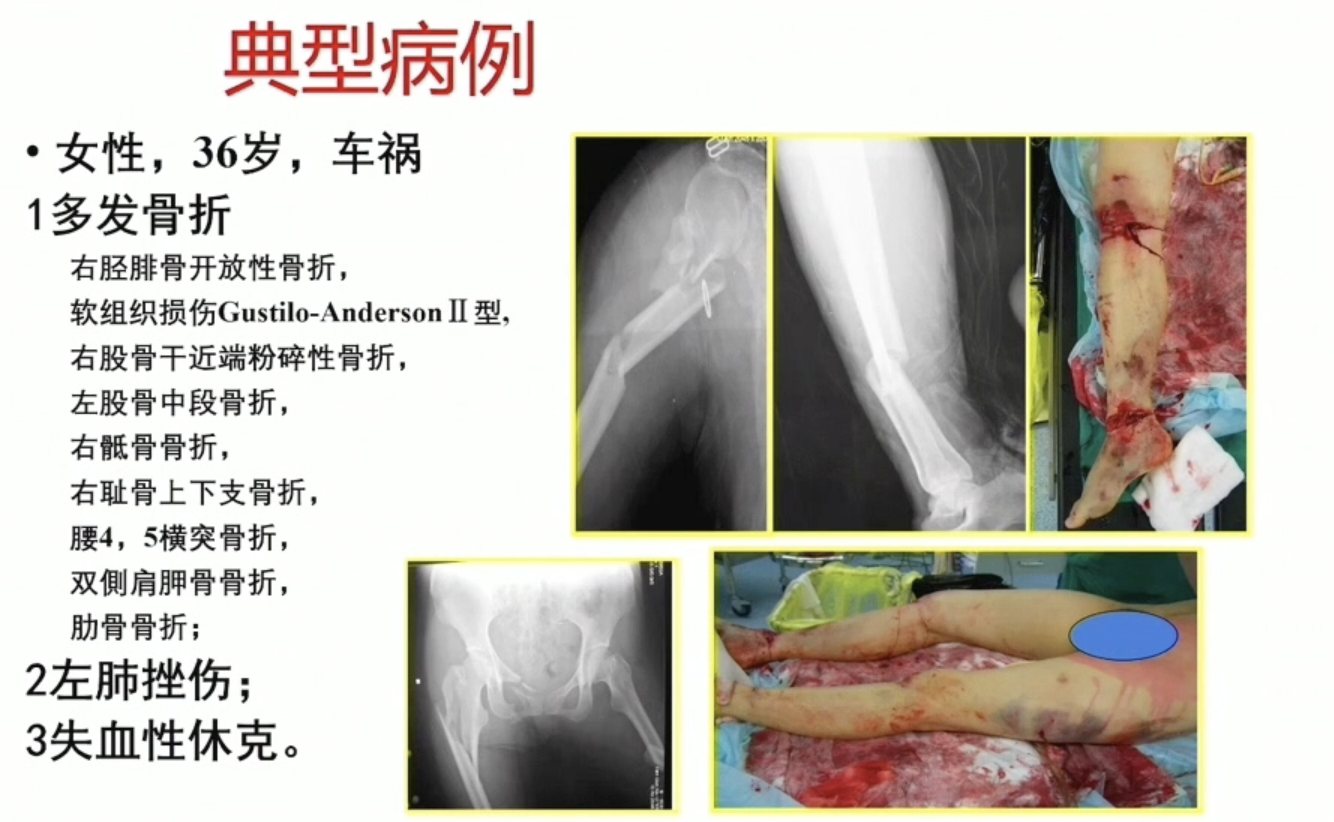 典型病例
• 女性，36岁，车祸
1多发骨折
右胫腓骨开放性骨折，
软组织损伤Gustilo-AndersonⅡ型，
右股骨干近端粉碎性骨折，
左股骨中段骨折，
右骶骨骨折，
右耻骨上下支骨折，
腰4，5横突骨折，
双侧肩胛骨骨折，
肋骨骨折；
2左肺挫伤；
3失血性休克。